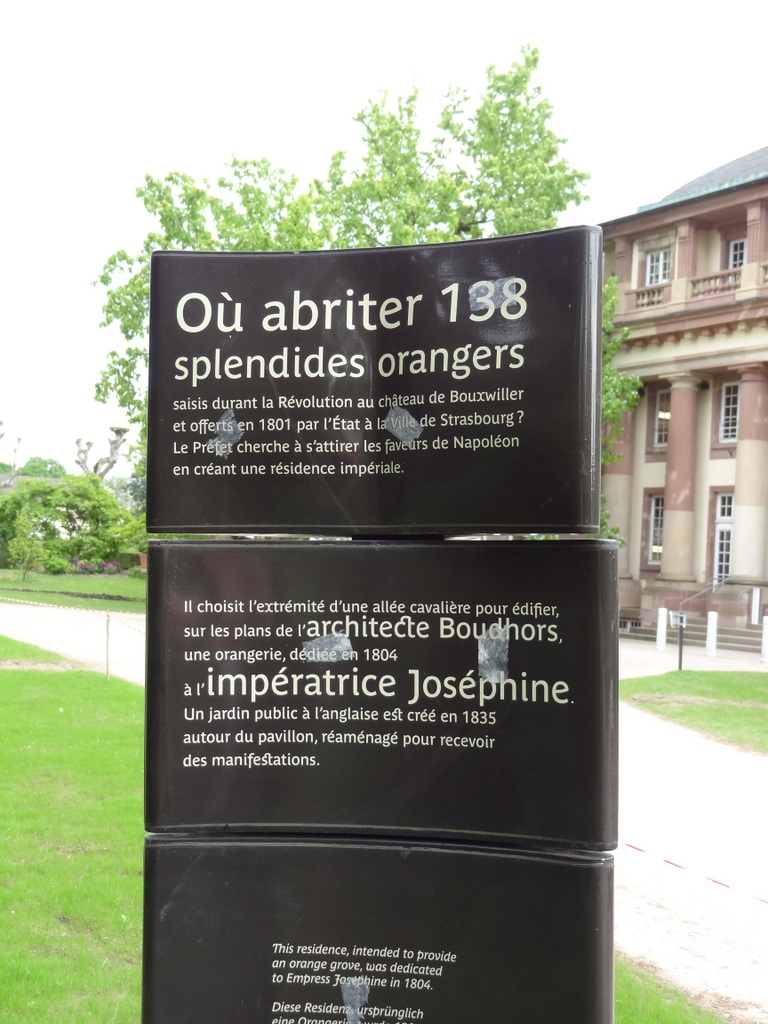 Où abriter 138
splendides orangers
saisis durant la Révolution au château de Bouxwiller
et offerts en 1801 par l'État à la Ville de Strasbourg ?
Le Préfet cherche à s'attirer les faveurs de Napoléon
en créant une résidence impériale.
Il choisit l'extrémité d'une allée cavalière pour édifier,
sur les plans de l'architecte Boudhors,
une orangerie, dédiée en 1804
à l'impératrice Joséphine.
Un jardin public à l'anglaise est créé en 1835
autour du pavillon, réaménagé pour recevoir
des manifestations.
This residence, intended to provide
an orange grove, was dedicated
to Empress Josephine in 1804.
Diese Residenz, ursprünglich
eine Orangerie, wurde